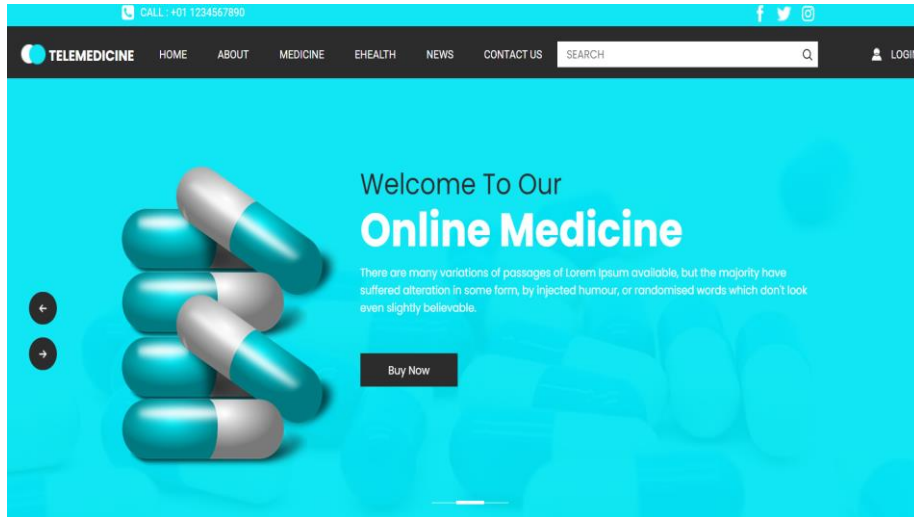 CALL : +01 1234567890
TELEMEDICINE HOME ABOUT MEDICINE EHEALTH NEWS CONTACT US SEARCH LOGIN
Welcome To Our
Online Medicine
There are many variations of passages of Lorem Ipsum available, but the majority have
suffered alteration in some form, by injected humour, or randomised words which don't look
even slightly believable.
Buy Now